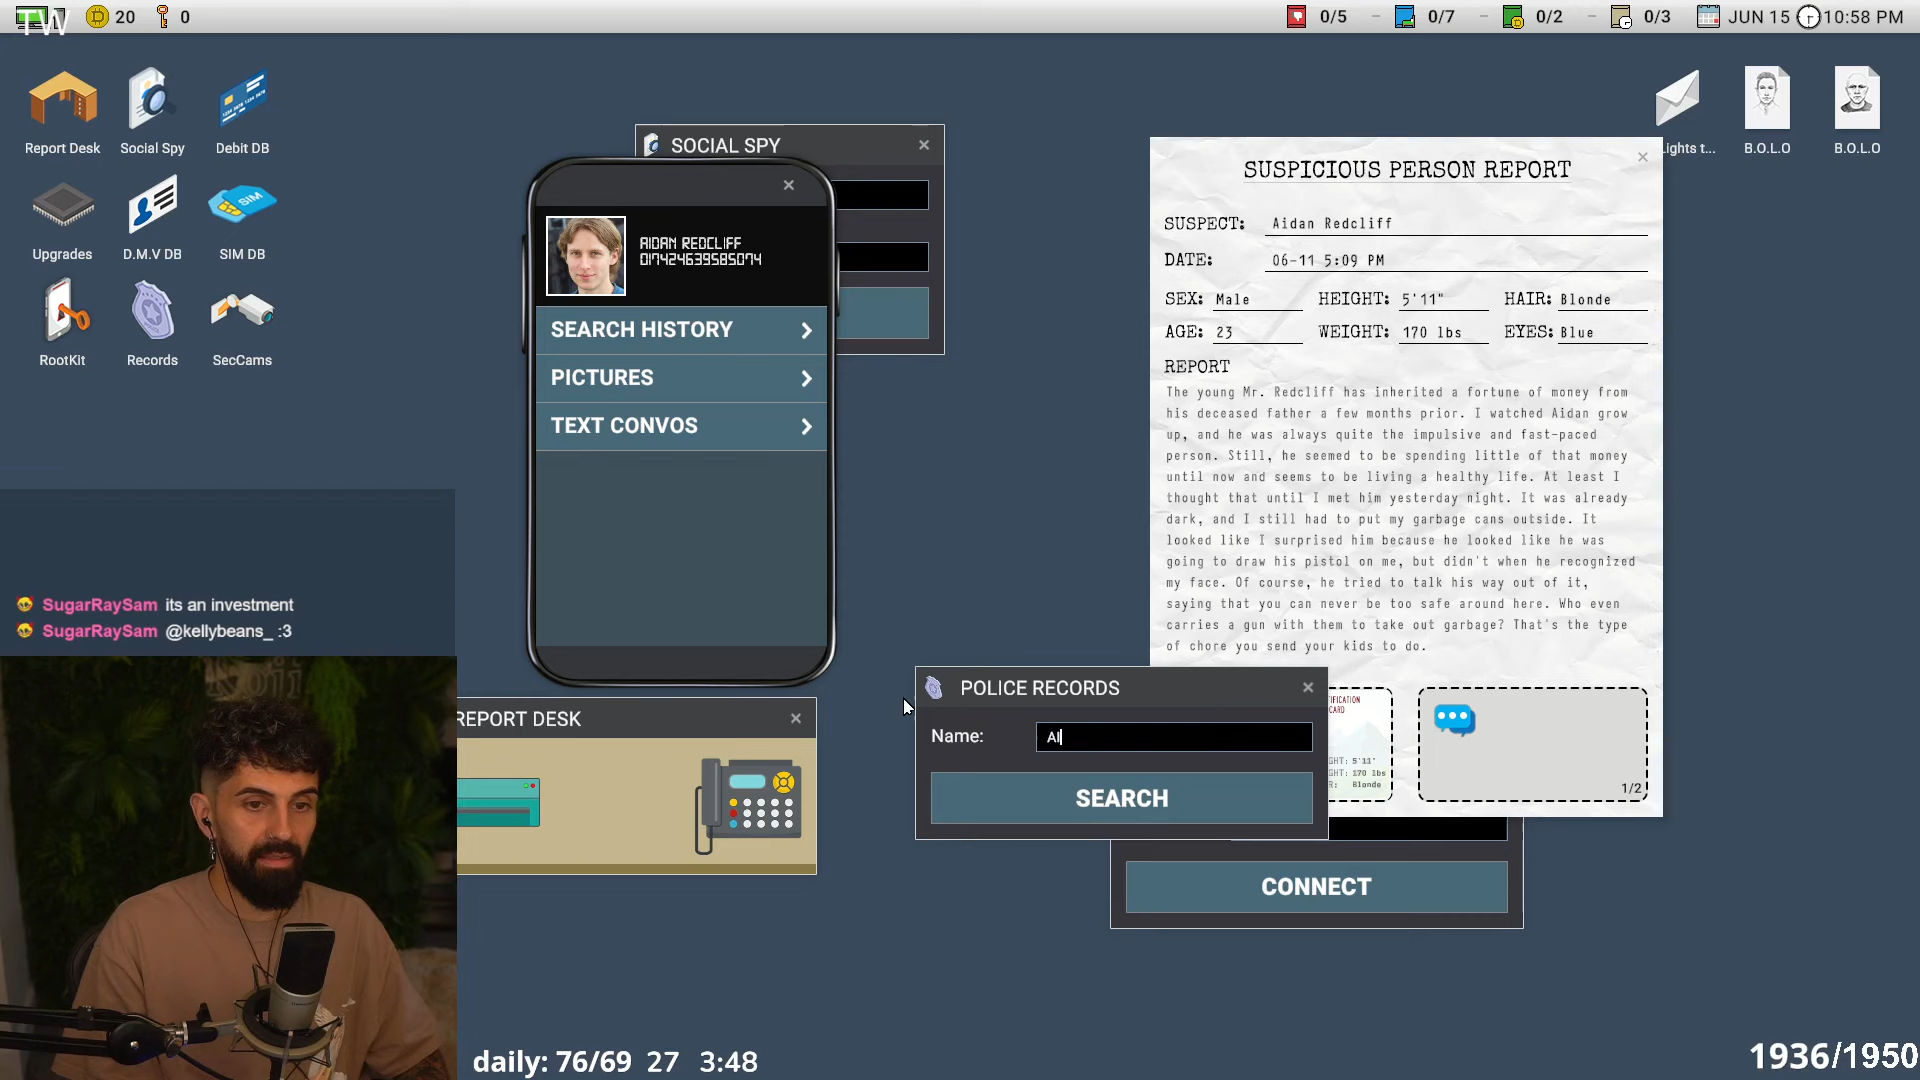 TW
20
0
0/5
0/7
0/2
0/3
JUN 15
10:58 PM
Report Desk
Social Spy
Debit DB
Upgrades
D.M.V DB
SIM DB
RootKit
Records
SecCams
Lights t...
B.O.L.O
B.O.L.O
SOCIAL SPY
AIDAN REDCLIFF
017424639585074
SEARCH HISTORY
PICTURES
TEXT CONVOS
SUSPICIOUS PERSON REPORT
SUSPECT: Aidan Redcliff
DATE: 06-11 5:09 PM
SEX: Male HEIGHT: 5'11" HAIR: Blonde
AGE: 23 WEIGHT: 170 lbs EYES: Blue
REPORT
The young Mr. Redcliff has inherited a fortune of money from
his deceased father a few months prior. I watched Aidan grow
up, and he was always quite the impulsive and fast-paced
person. Still, he seemed to be spending little of that money
until now and seems to be living a healthy life. At least I
thought that until I met him yesterday night. It was already
dark, and I still had to put my garbage cans outside. It
looked like I surprised him because he looked like he was
going to draw his pistol on me, but didn't when he recognized
my face. Of course, he tried to talk his way out of it,
saying that you can never be too safe around here. Who even
carries a gun with them to take out garbage? That's the type
of chore you send your kids to do.
TIFICATION
CARD
GHT: 5'11"
GHT: 170 lbs
R: Blonde
1/2
SugarRaySam its an investment
SugarRaySam @kellybeans_ :3
REPORT DESK
POLICE RECORDS
Name: AI
SEARCH
CONNECT
daily: 76/69 27 3:48
1936/1950